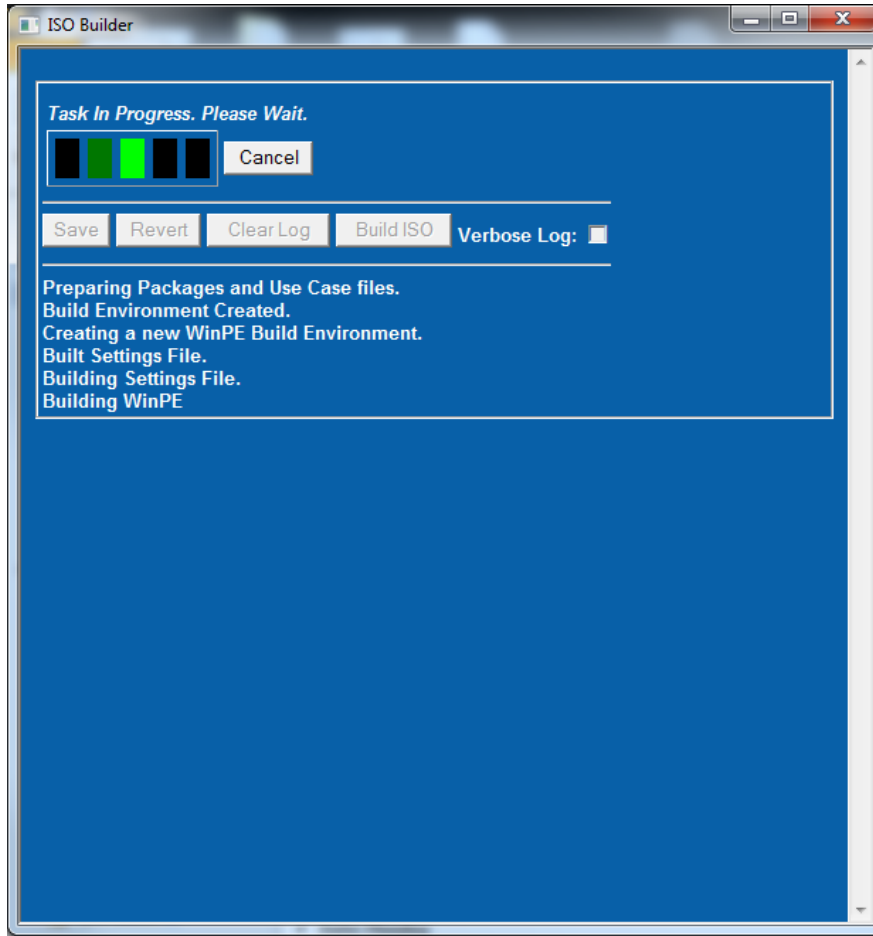 ISO Builder
Task In Progress. Please Wait.
Cancel
Save Revert Clear Log Build ISO Verbose Log:
Preparing Packages and Use Case files.
Build Environment Created.
Creating a new WinPE Build Environment.
Built Settings File.
Building Settings File.
Building WinPE